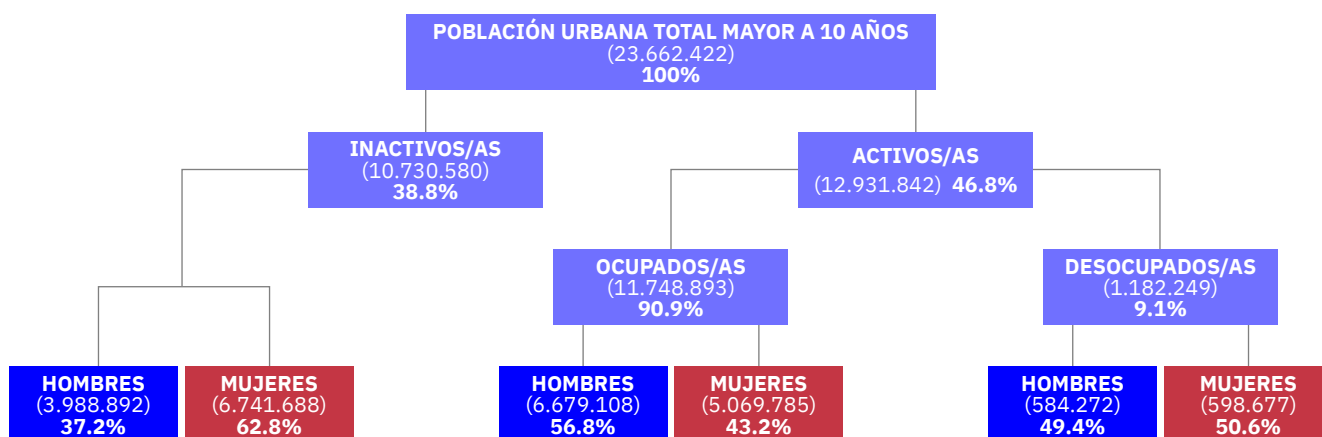 POBLACIÓN URBANA TOTAL MAYOR A 10 AÑOS
(23.662.422)
100%
INACTIVOS/AS
(10.730.580)
38.8%
ACTIVOS/AS
(12.931.842) 46.8%
OCUPADOS/AS
(11.748.893)
90.9%
DESOCUPADOS/AS
(1.182.249)
9.1%
HOMBRES
(3.988.892)
37.2%
MUJERES
(6.741.688)
62.8%
HOMBRES
(6.679.108)
56.8%
MUJERES
(5.069.785)
43.2%
HOMBRES
(584.272)
49.4%
MUJERES
(598.677)
50.6%